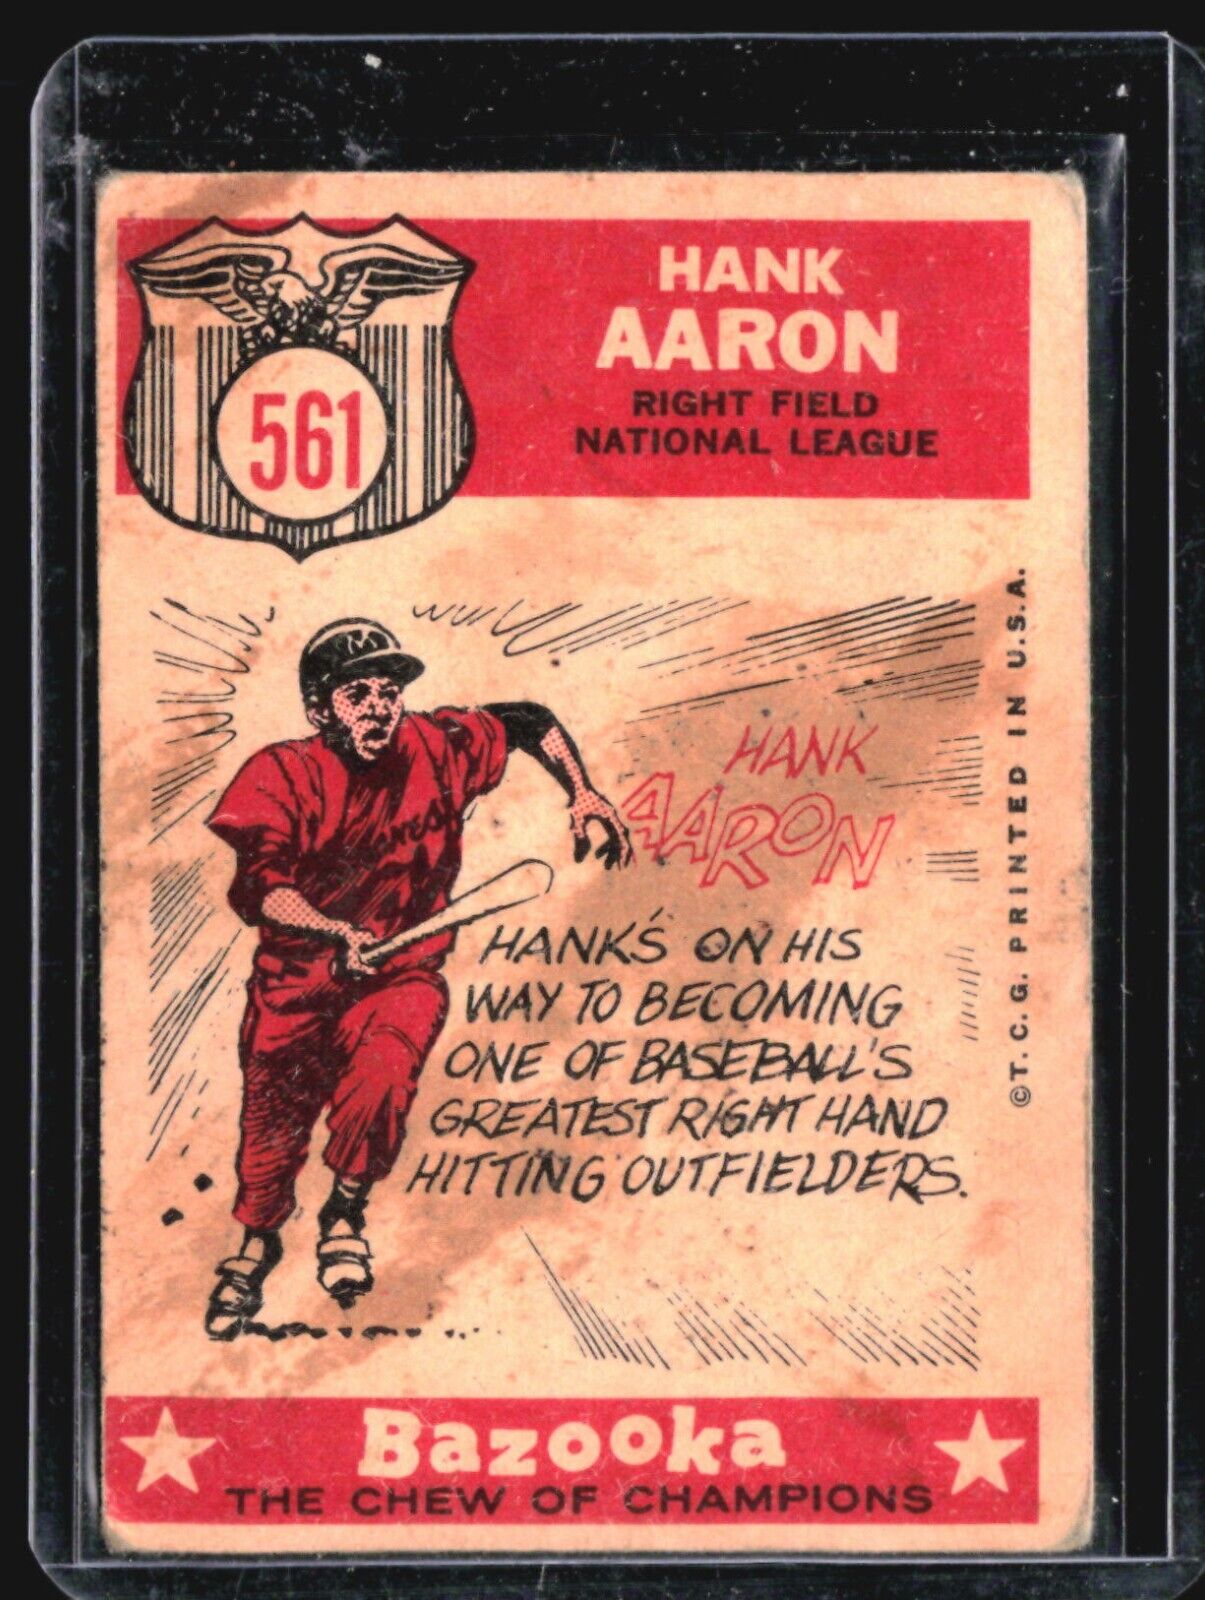 561
HANK
AARON
RIGHT FIELD
NATIONAL LEAGUE
M
HANK
AARON
HANK'S ON HIS
WAY TO BECOMING
ONE OF BASEBALL'S
GREATEST RIGHT HAND
HITTING OUTFIELDERS.
© T. C. G. PRINTED IN U.S.A.
Bazooka
THE CHEW OF CHAMPIONS